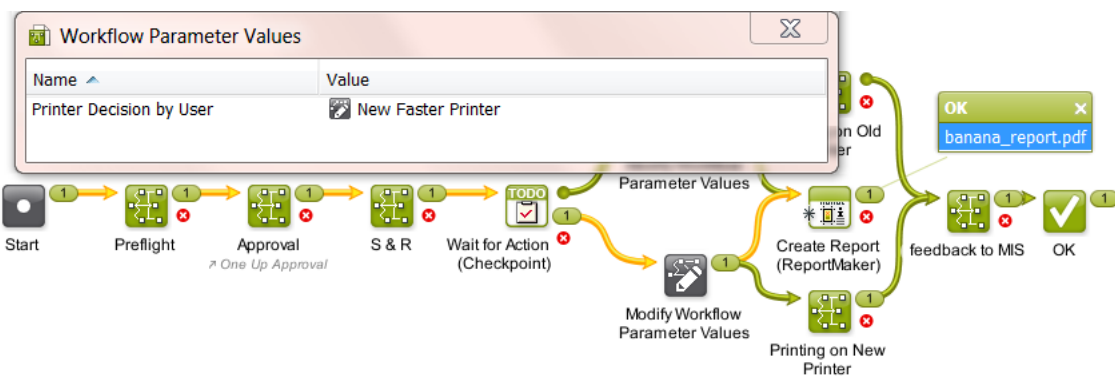 Workflow Parameter Values
Name
Value
Printer Decision by User
New Faster Printer
on Old
OK
banana_report.pdf
Parameter Values
1
1
1
1
TODO
1
1
1
1
Start
Preflight
Approval
↗ One Up Approval
S & R
Wait for Action
(Checkpoint)
Create Report
(ReportMaker)
feedback to MIS
OK
1
Modify Workflow
Parameter Values
1
Printing on New
Printer